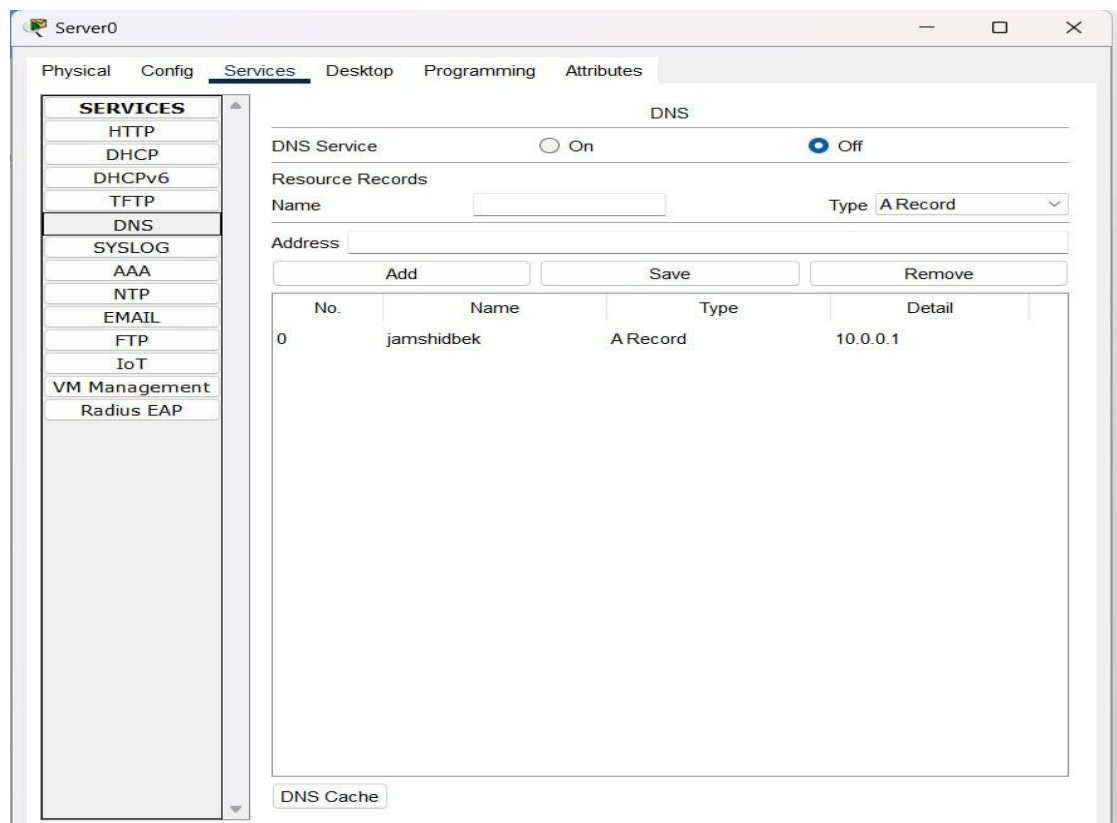 Server0
Physical Config Services Desktop Programming Attributes
SERVICES
HTTP
DHCP
DHCPv6
TFTP
DNS
SYSLOG
AAA
NTP
EMAIL
FTP
IoT
VM Management
Radius EAP
DNS
DNS Service On Off
Resource Records
Name Type A Record
Address
Add Save Remove
No. Name Type Detail
0 jamshidbek A Record 10.0.0.1
DNS Cache